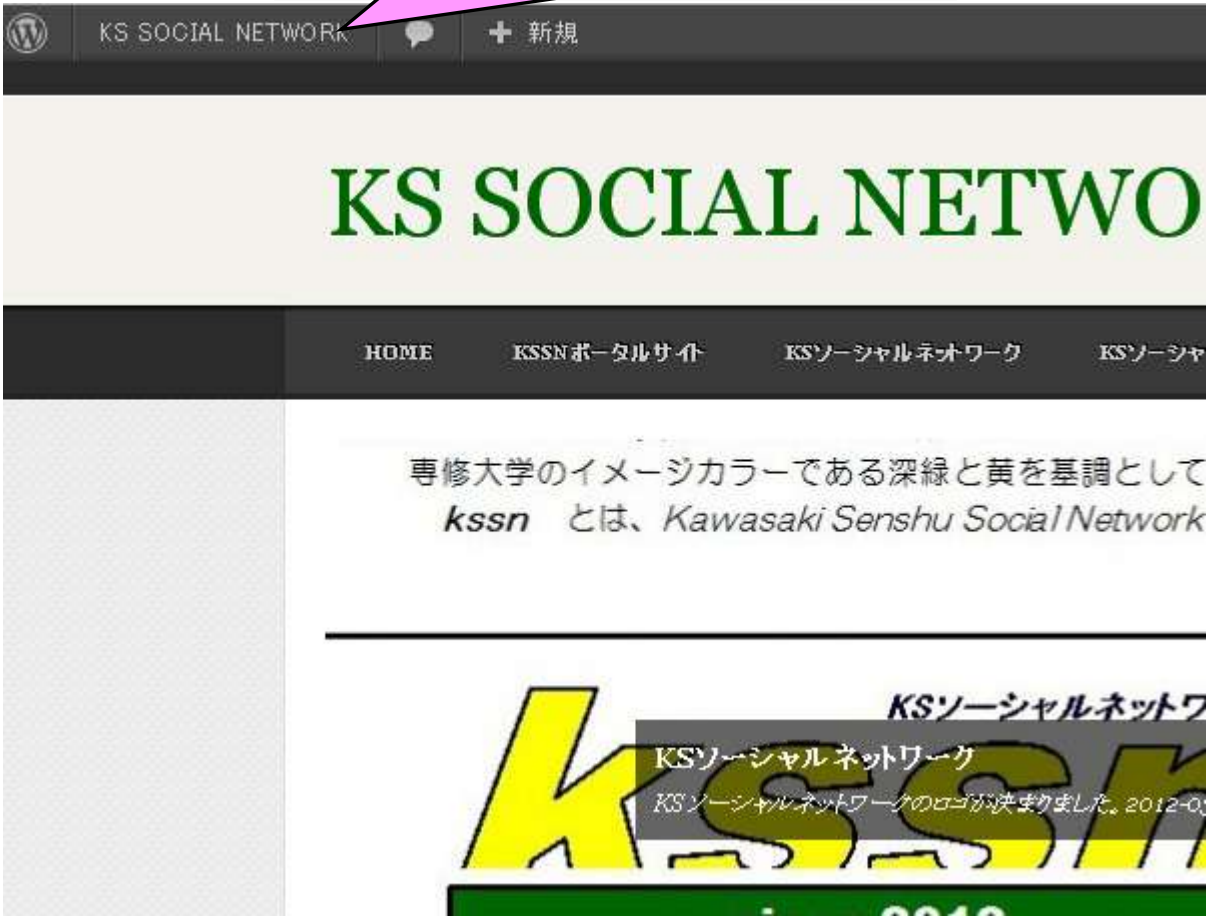 KS SOCIAL NETWORK
新規
KS SOCIAL NETWO
HOME KSSNポータルサイト KSソーシャルネットワーク KSソーシャ
専修大学のイメージカラーである深緑と黄を基調として
kssn とは、Kawasaki Senshu Social Network
KSソーシャルネットワ
kssn
KSソーシャルネットワーク
KSソーシャルネットワークのロゴが決まりました。2012-03